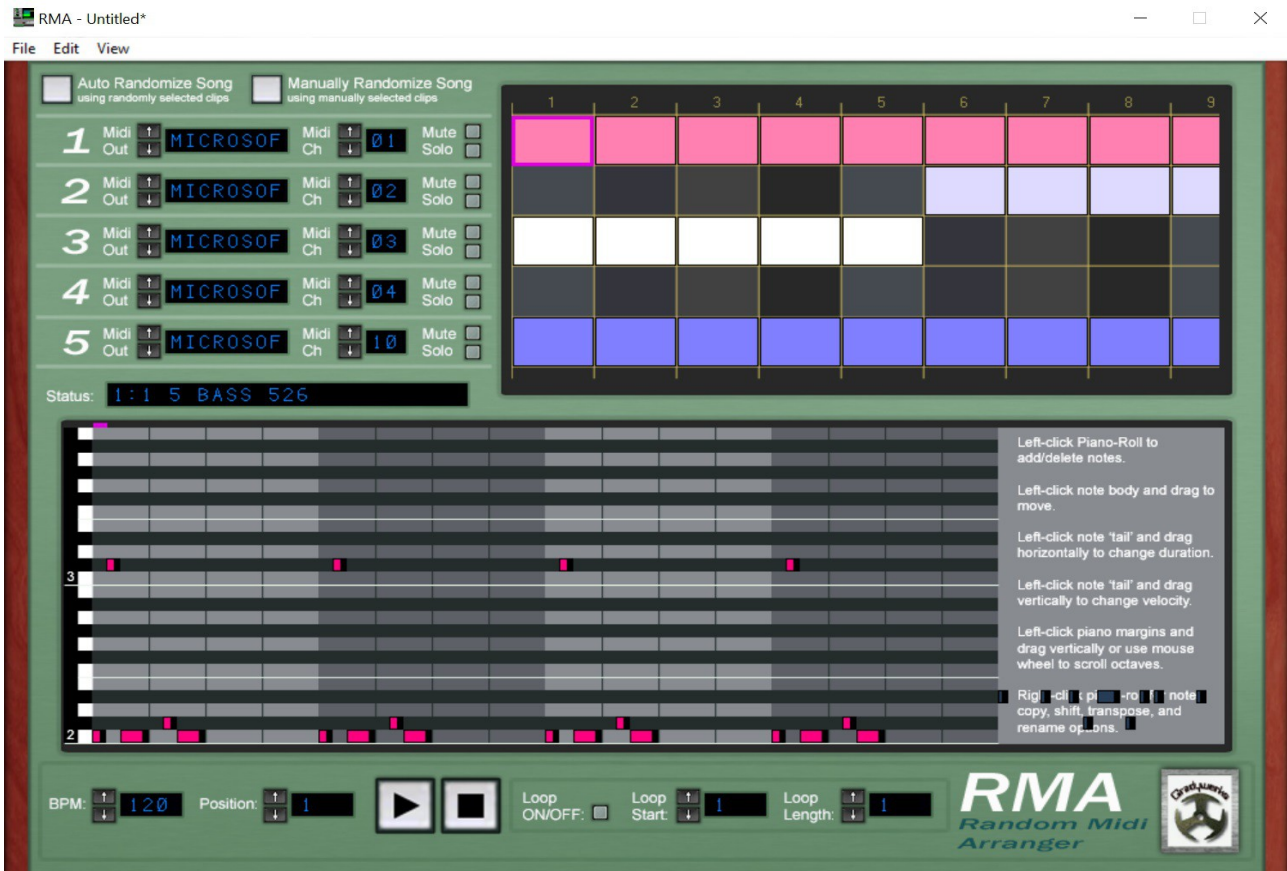 RMA - Untitled*
File Edit View
Auto Randomize Song
using randomly selected clips
Manually Randomize Song
using manually selected clips
1 2 3 4 5 6 7 8 9
1 Midi Out MICROSOF Midi Ch 01 Mute Solo
2 Midi Out MICROSOF Midi Ch 02 Mute Solo
3 Midi Out MICROSOF Midi Ch 03 Mute Solo
4 Midi Out MICROSOF Midi Ch 04 Mute Solo
5 Midi Out MICROSOF Midi Ch 10 Mute Solo
Status: 1:1 5 BASS 526
3
2
Left-click Piano-Roll to
add/delete notes.
Left-click note body and drag to
move.
Left-click note 'tail' and drag
horizontally to change duration.
Left-click note 'tail' and drag
vertically to change velocity.
Left-click piano margins and
drag vertically or use mouse
wheel to scroll octaves.
note
copy, shift, transpose, and
rename options.
BPM: 120 Position: 1
Loop
ON/OFF:
Loop
Start: 1
Loop
Length: 1
RMA
Random Midi
Arranger